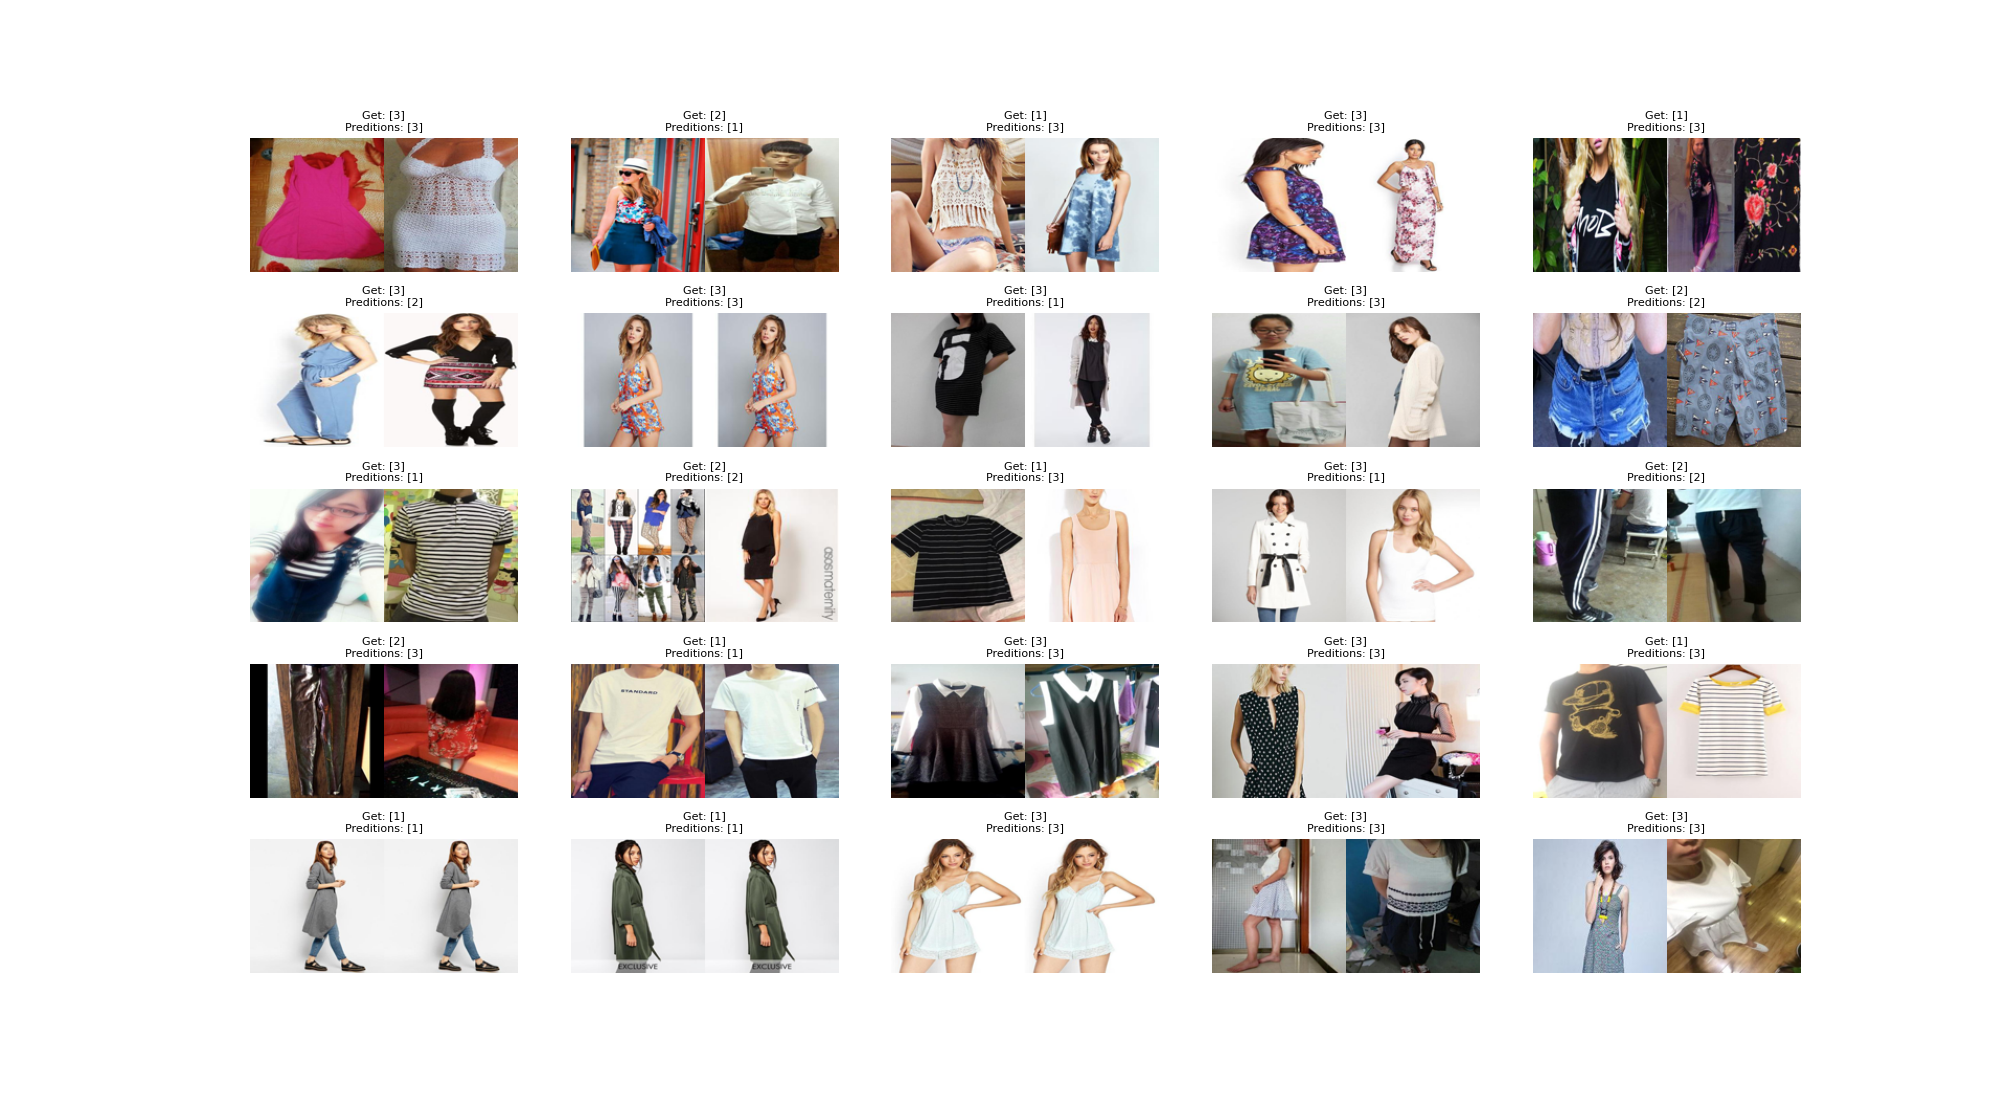 Get: [3]
Preditions: [3]
Get: [2]
Preditions: [1]
Get: [1]
Preditions: [3]
Get: [3]
Preditions: [3]
Get: [1]
Preditions: [3]
Get: [3]
Preditions: [2]
Get: [3]
Preditions: [3]
Get: [3]
Preditions: [1]
Get: [3]
Preditions: [3]
Get: [2]
Preditions: [2]
Get: [3]
Preditions: [1]
Get: [2]
Preditions: [2]
asosmaternity
Get: [1]
Preditions: [3]
Get: [3]
Preditions: [1]
Get: [2]
Preditions: [2]
Get: [2]
Preditions: [3]
Get: [1]
Preditions: [1]
STANDARD
Get: [3]
Preditions: [3]
Get: [3]
Preditions: [3]
Get: [1]
Preditions: [3]
Get: [1]
Preditions: [1]
Get: [1]
Preditions: [1]
EXCLUSIVE
EXCLUSIVE
Get: [3]
Preditions: [3]
Get: [3]
Preditions: [3]
Get: [3]
Preditions: [3]